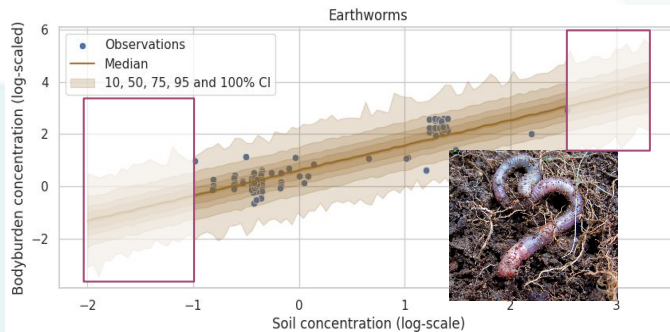 Earthworms
6
4
2
0
−2
Bodyburden concentration (log-scaled)
Observations
Median
10, 50, 75, 95 and 100% CI
−2
−1
0
1
2
3
Soil concentration (log-scale)